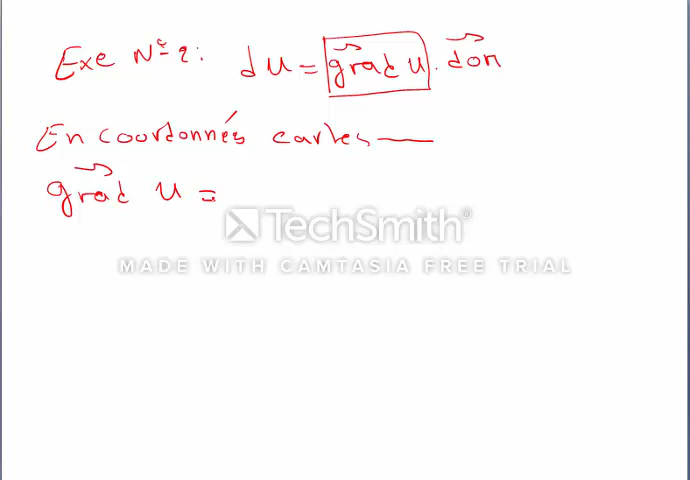 Exe N° 2: dU = grad U . dOM
En coordonnés cartes
grad U =
TechSmith®
MADE WITH CAMTASIA FREE TRIAL